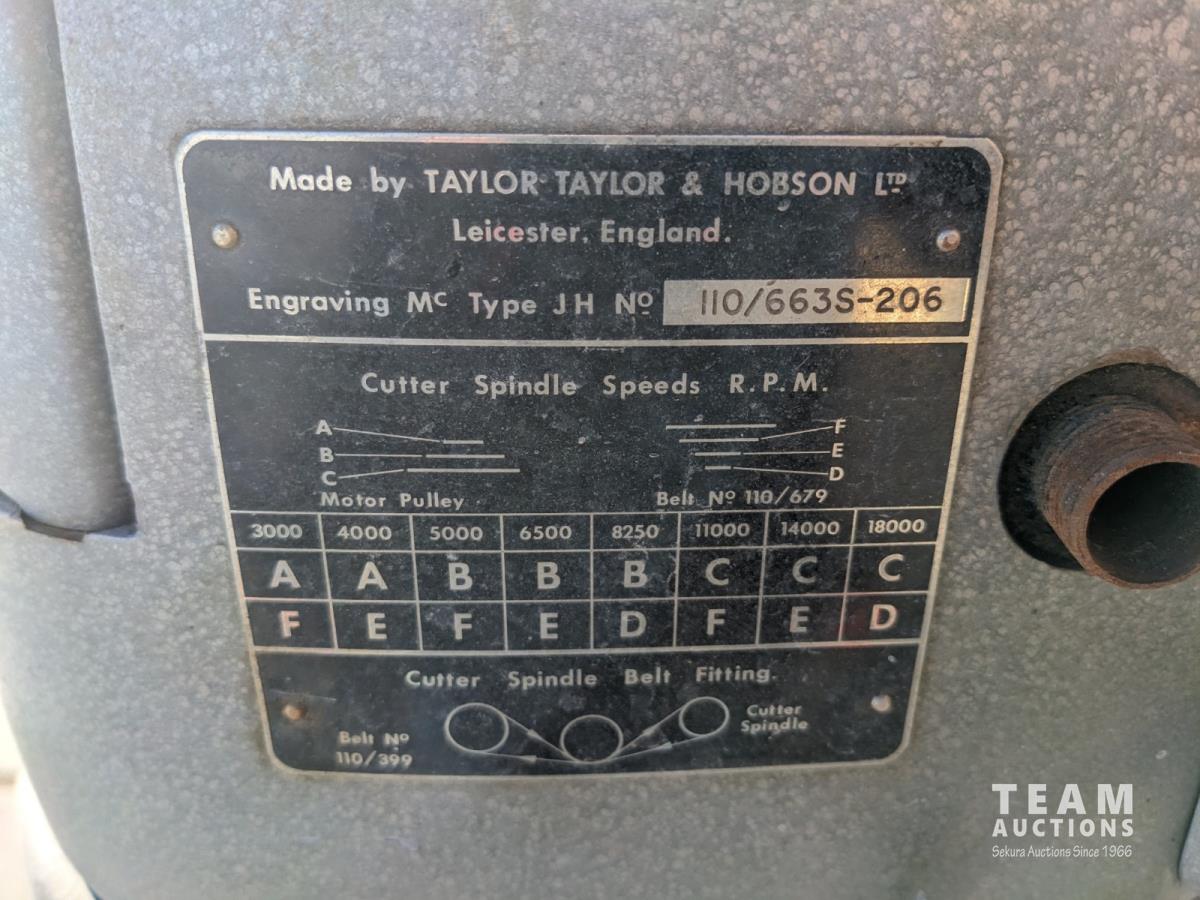 Made by TAYLOR TAYLOR & HOBSON LTD
Leicester, England.
Engraving Mc Type JH No 110/663S-206
Cutter Spindle Speeds R.P.M.
A F
B E
C D
Motor Pulley Belt No 110/679
3000 4000 5000 6500 8250 11000 14000 18000
A A B B B C C C
F E F E D F E D
Cutter Spindle Belt Fitting.
Cutter
Spindle
Belt No
110/399
TEAM
AUCTIONS
Sekura Auctions Since 1966